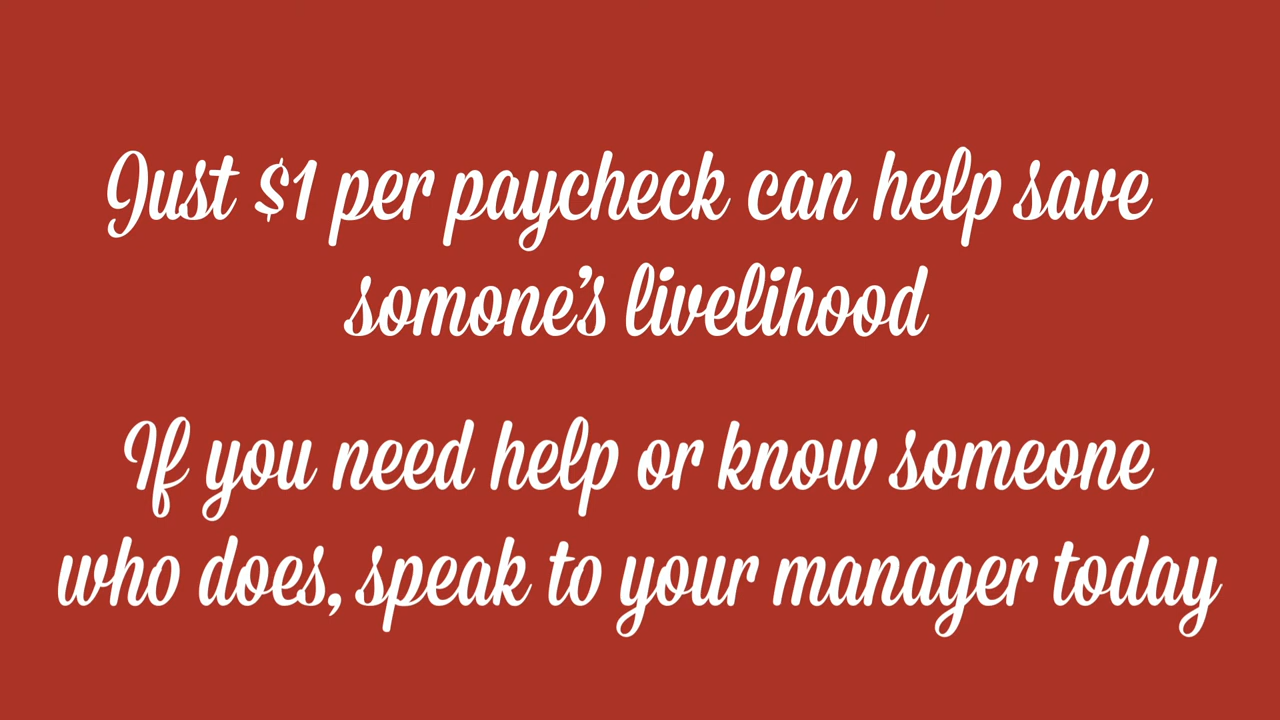 Just $1 per paycheck can help save
somone's livelihood
If you need help or know someone
who does, speak to your manager today